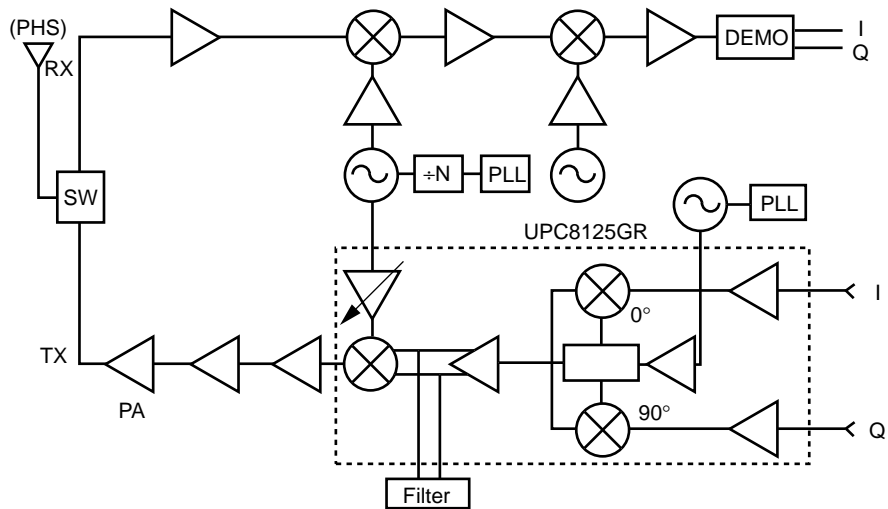 (PHS)
RX
I
DEMO
Q
÷N
PLL
SW
PLL
UPC8125GR
I
0°
TX
90°
PA
Q
Filter